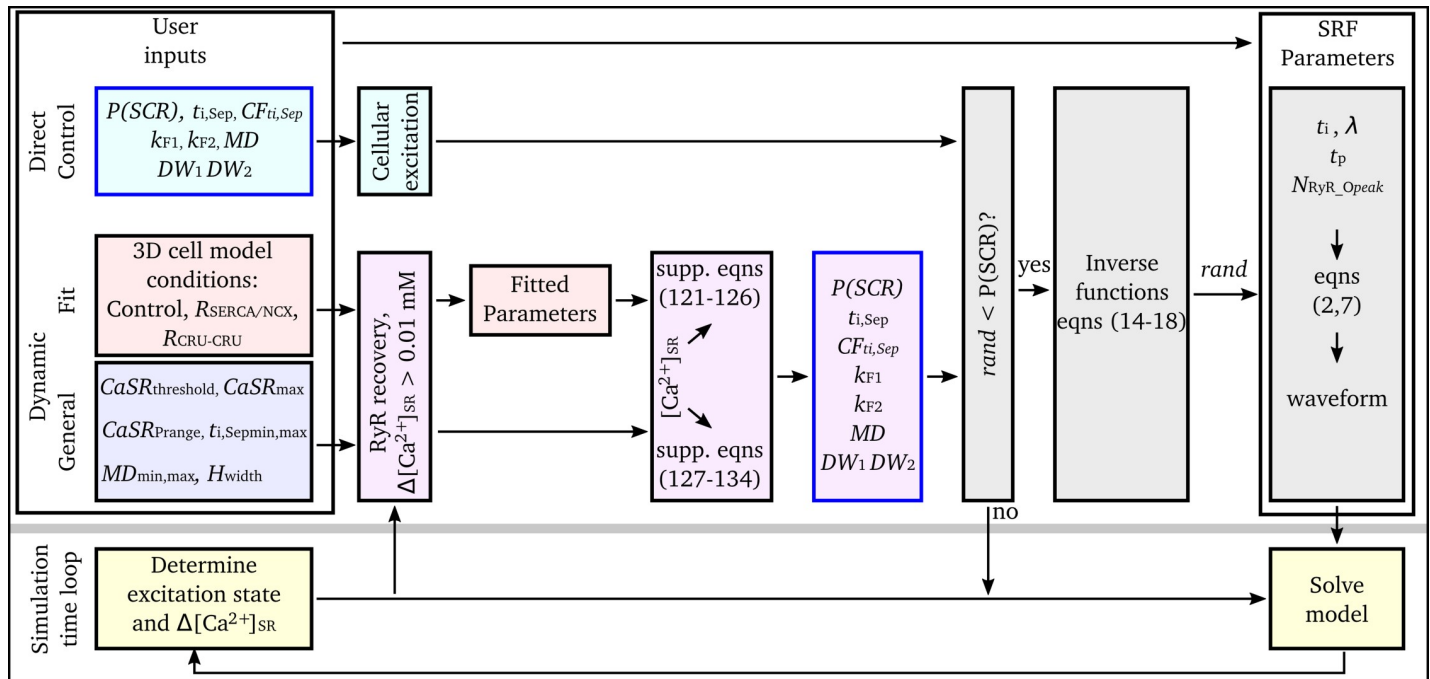 User
inputs
SRF
Parameters
Direct
Control
P(SCR), tᵢ,Sep, CFti,Sep
kF1, kF2, MD
DW1 DW2
Cellular
excitation
Dynamic
Fit
3D cell model
conditions:
Control, RSERCA/NCX,
RCRU-CRU
General
CaSRthreshold, CaSRmax
CaSRPrange, ti,Sepmin,max
MDmin,max, Hwidth
RyR recovery,
Δ[Ca²⁺]SR > 0.01 mM
Fitted
Parameters
supp. eqns
(121-126)
[Ca²⁺]SR
supp. eqns
(127-134)
P(SCR)
ti,Sep
CFti,Sep
kF1
kF2
MD
DW1 DW2
rand < P(SCR)?
yes
no
Inverse
functions
eqns (14-18)
rand
ti , λ
tp
NRyR_Opeak
eqns
(2,7)
waveform
Simulation
time loop
Determine
excitation state
and Δ[Ca²⁺]SR
Solve
model